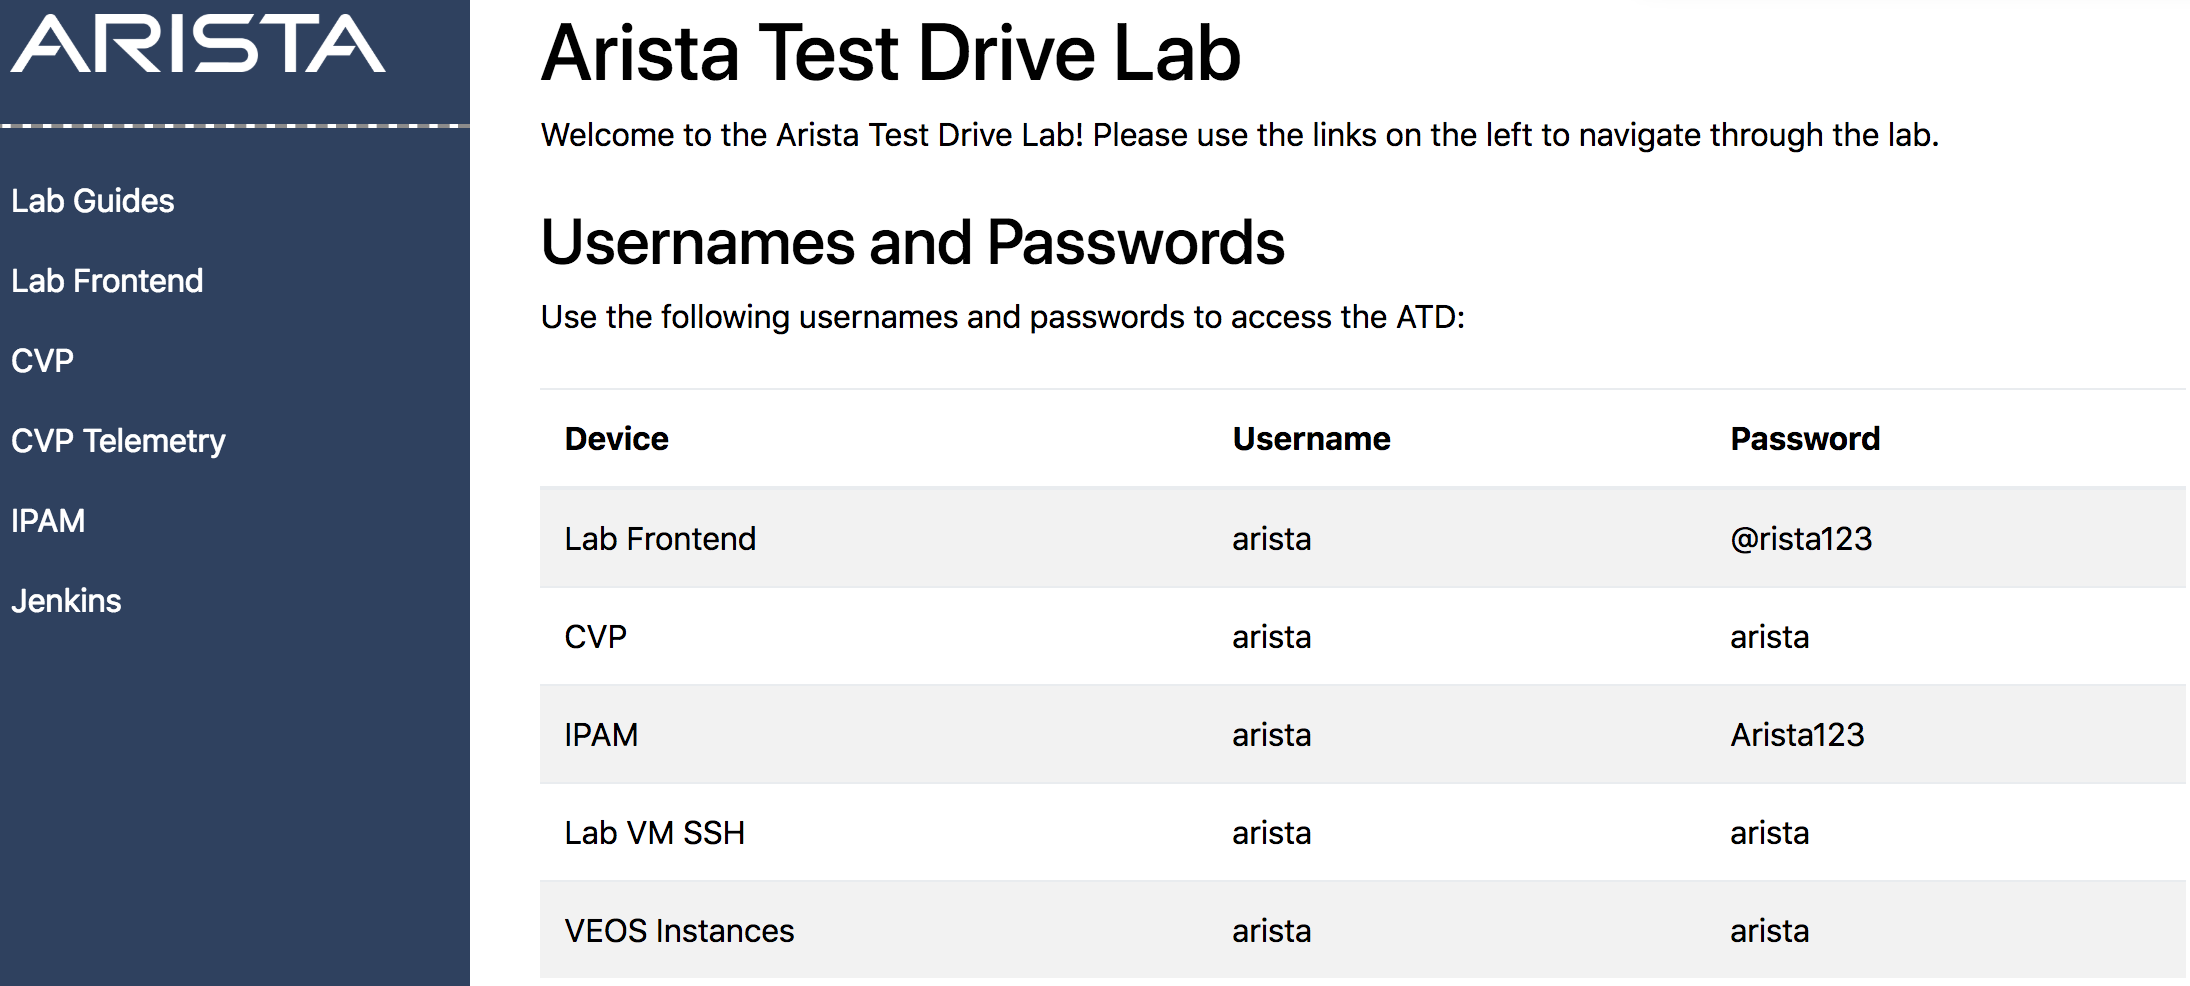 ARISTA
Lab Guides
Lab Frontend
CVP
CVP Telemetry
IPAM
Jenkins
Arista Test Drive Lab
Welcome to the Arista Test Drive Lab! Please use the links on the left to navigate through the lab.
Usernames and Passwords
Use the following usernames and passwords to access the ATD:
Device Username Password
Lab Frontend arista @rista123
CVP arista arista
IPAM arista Arista123
Lab VM SSH arista arista
VEOS Instances arista arista